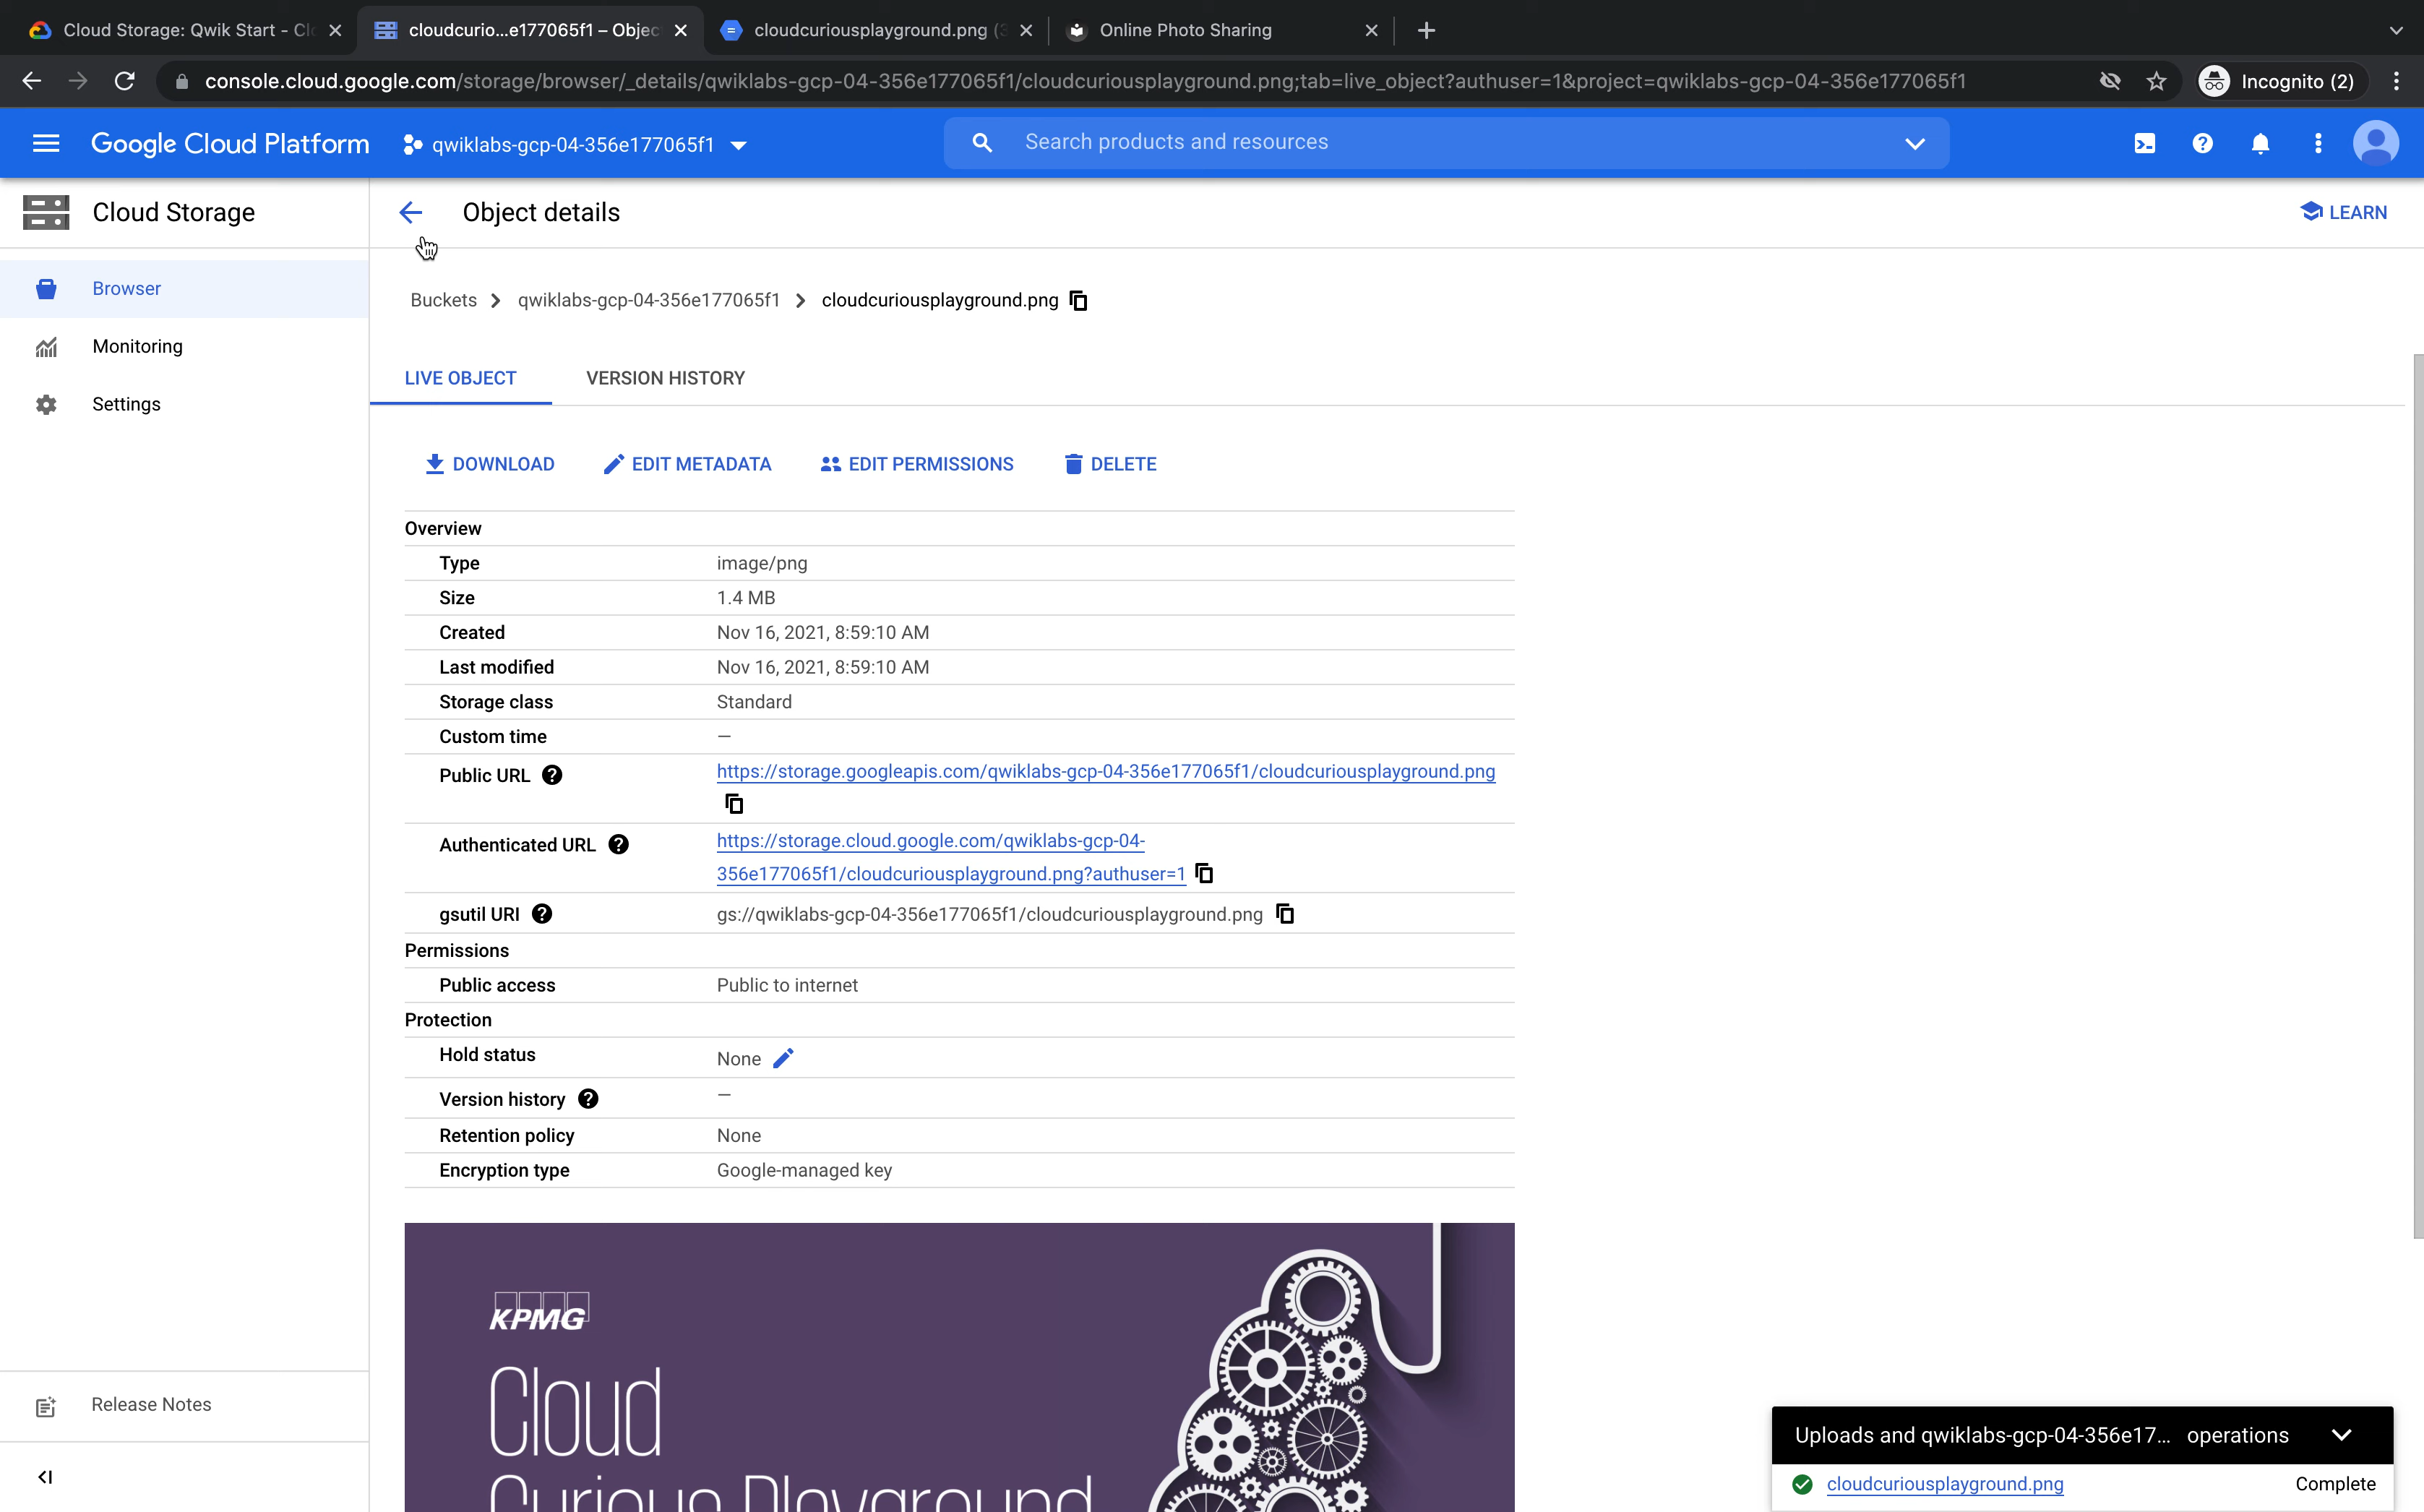 Cloud Storage: Qwik Start - Cl
cloudcurio...e177065f1 – Objec
cloudcuriousplayground.png (3
Online Photo Sharing
console.cloud.google.com/storage/browser/_details/qwiklabs-gcp-04-356e177065f1/cloudcuriousplayground.png;tab=live_object?authuser=1&project=qwiklabs-gcp-04-356e177065f1
Incognito (2)
Google Cloud Platform
qwiklabs-gcp-04-356e177065f1
Search products and resources
Cloud Storage
Object details
LEARN
Browser
Monitoring
Settings
Buckets
qwiklabs-gcp-04-356e177065f1
cloudcuriousplayground.png
LIVE OBJECT
VERSION HISTORY
DOWNLOAD
EDIT METADATA
EDIT PERMISSIONS
DELETE
Overview
Type image/png
Size 1.4 MB
Created Nov 16, 2021, 8:59:10 AM
Last modified Nov 16, 2021, 8:59:10 AM
Storage class Standard
Custom time —
Public URL https://storage.googleapis.com/qwiklabs-gcp-04-356e177065f1/cloudcuriousplayground.png
Authenticated URL https://storage.cloud.google.com/qwiklabs-gcp-04-
356e177065f1/cloudcuriousplayground.png?authuser=1
gsutil URI gs://qwiklabs-gcp-04-356e177065f1/cloudcuriousplayground.png
Permissions
Public access Public to internet
Protection
Hold status None
Version history —
Retention policy None
Encryption type Google-managed key
KPMG
Cloud
Curious Playground
Release Notes
Uploads and qwiklabs-gcp-04-356e17... operations
cloudcuriousplayground.png Complete